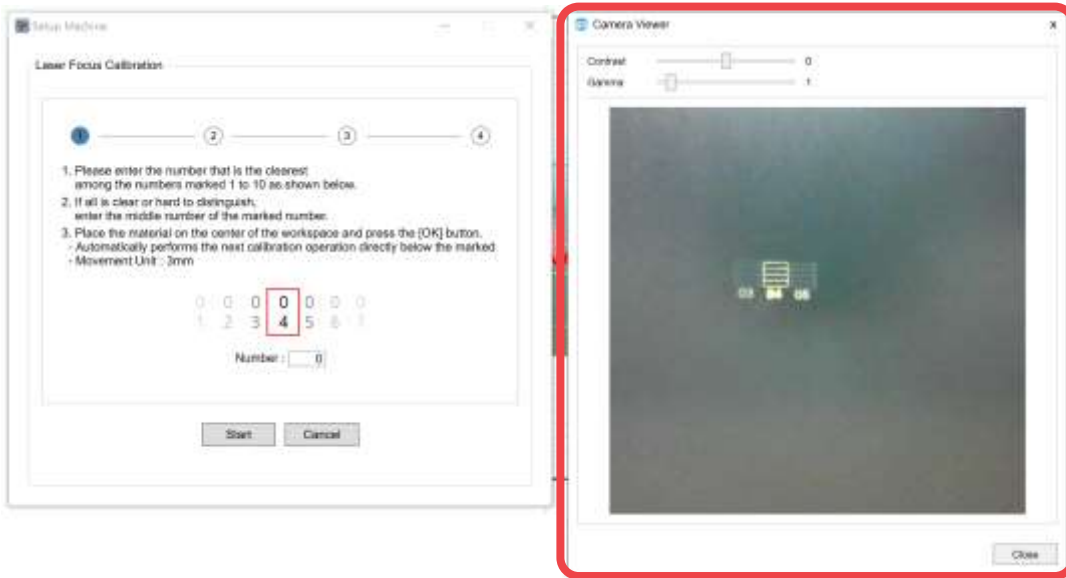 Setup Machine
Laser Focus Calibration
1
2
3
4
1. Please enter the number that is the clearest
among the numbers marked 1 to 10 as shown below.
2. If all is clear or hard to distinguish,
enter the middle number of the marked number.
3. Place the material on the center of the workspace and press the [OK] button.
- Automatically performs the next calibration operation directly below the marked
- Movement Unit : 3mm
0 0 0 0 0 0 0
1 2 3 4 5 6 7
Number : 0
Start
Cancel
Camera Viewer
x
Contrast 0
Gamma 1
03 04 05
Close